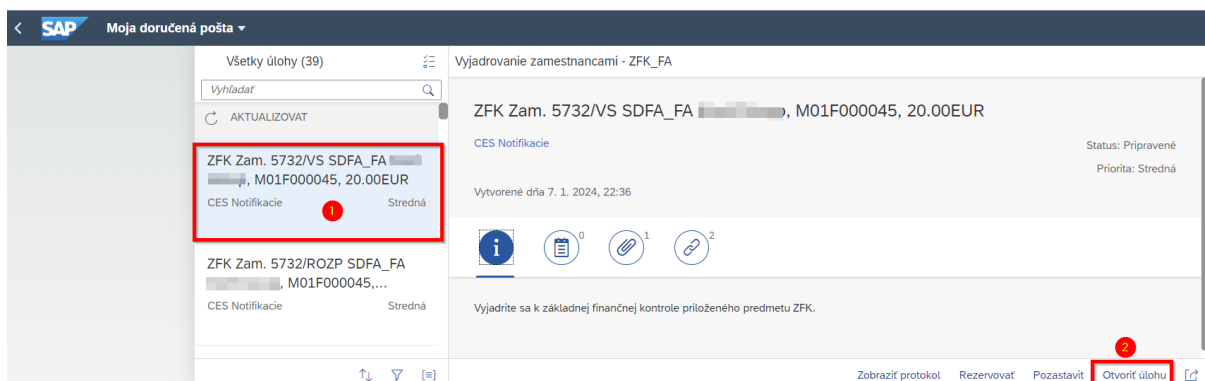 SAP Moja doručená pošta
Všetky úlohy (39)
Vyhľadať
AKTUALIZOVAT
ZFK Zam. 5732/VS SDFA_FA
, M01F000045, 20.00EUR
CES Notifikacie Stredná
1
ZFK Zam. 5732/ROZP SDFA_FA
, M01F000045,...
CES Notifikacie Stredná
Vyjadrovanie zamestnancami - ZFK_FA
ZFK Zam. 5732/VS SDFA_FA , M01F000045, 20.00EUR
CES Notifikacie
Status: Pripravené
Priorita: Stredná
Vytvorené dňa 7. 1. 2024, 22:36
0 1 2
Vyjadrite sa k základnej finančnej kontrole priloženého predmetu ZFK.
2
Zobraziť protokol Rezervovať Pozastavit Otvoriť úlohu